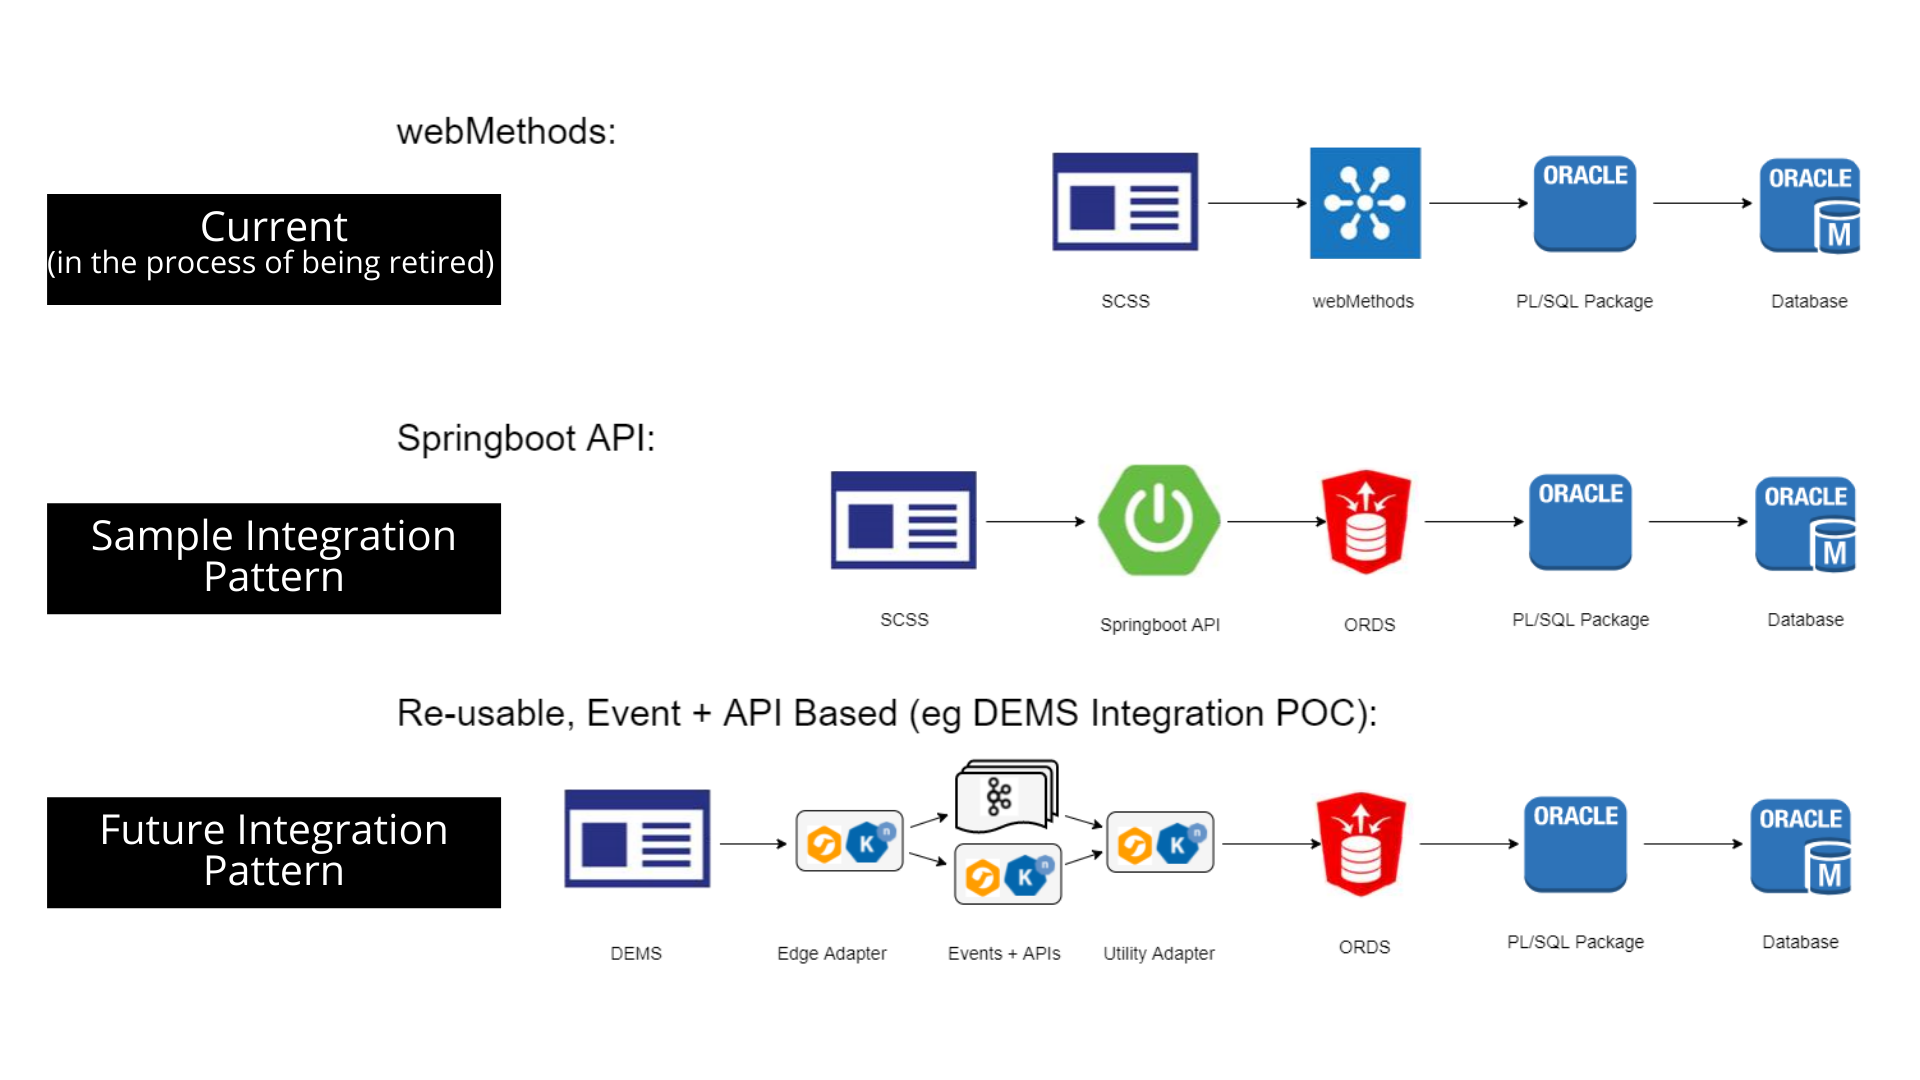 webMethods:
Current
(in the process of being retired)
ORACLE
ORACLE
M
SCSS
webMethods
PL/SQL Package
Database
Springboot API:
Sample Integration
Pattern
ORACLE
ORACLE
M
SCSS
Springboot API
ORDS
PL/SQL Package
Database
Re-usable, Event + API Based (eg DEMS Integration POC):
Future Integration
Pattern
K n
K n
K n
ORACLE
ORACLE
M
DEMS
Edge Adapter
Events + APIs
Utility Adapter
ORDS
PL/SQL Package
Database